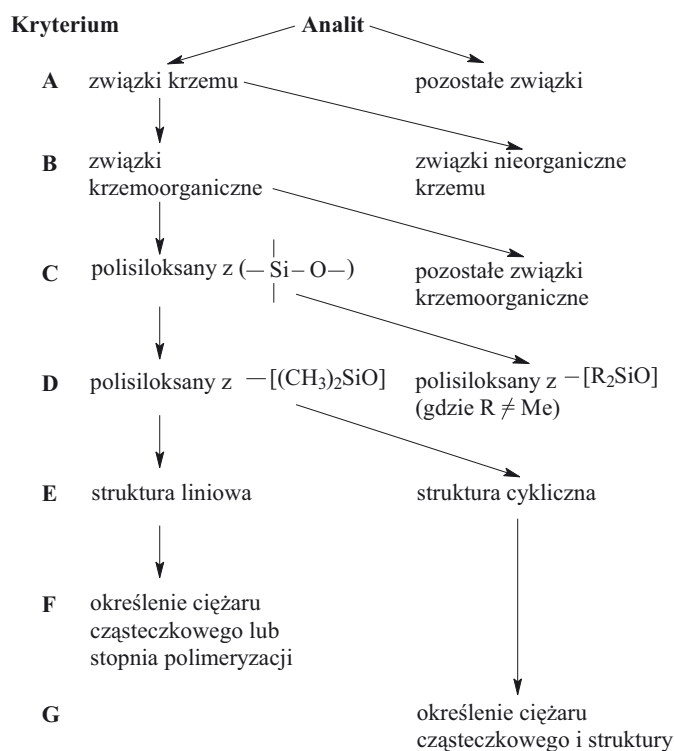 Kryterium Analit
A związki krzemu pozostałe związki
B związki związki nieorganiczne
krzemoorganiczne krzemu
C polisiloksany z (–Si–O–) pozostałe związki
krzemoorganiczne
D polisiloksany z –[(CH₃)₂SiO] polisiloksany z –[R₂SiO]
(gdzie R ≠ Me)
E struktura liniowa struktura cykliczna
F określenie ciężaru
cząsteczkowego lub
stopnia polimeryzacji
G określenie ciężaru
cząsteczkowego i struktury